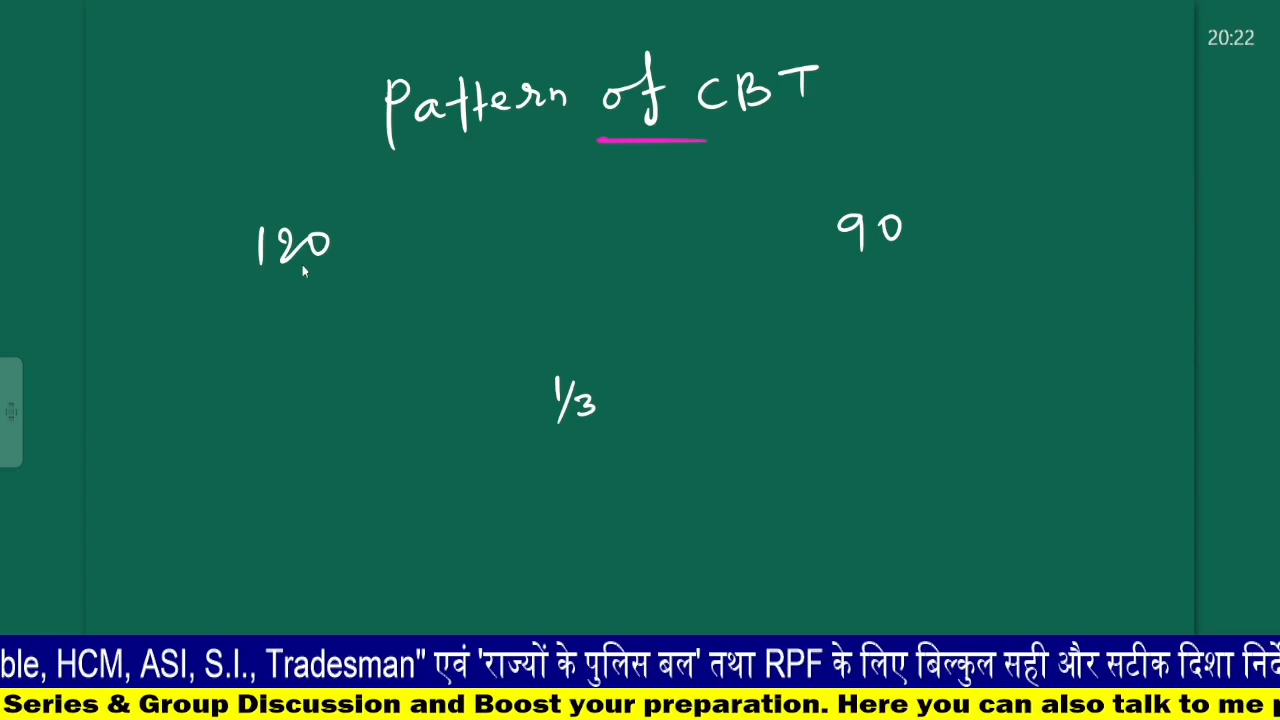 20:22
Pattern of CBT
120
90
1/3
ble, HCM, ASI, S.I., Tradesman" एवं 'राज्यों के पुलिस बल' तथा RPF के लिए बिल्कुल सही और सटीक दिशा निर्दे
Series & Group Discussion and Boost your preparation. Here you can also talk to me p